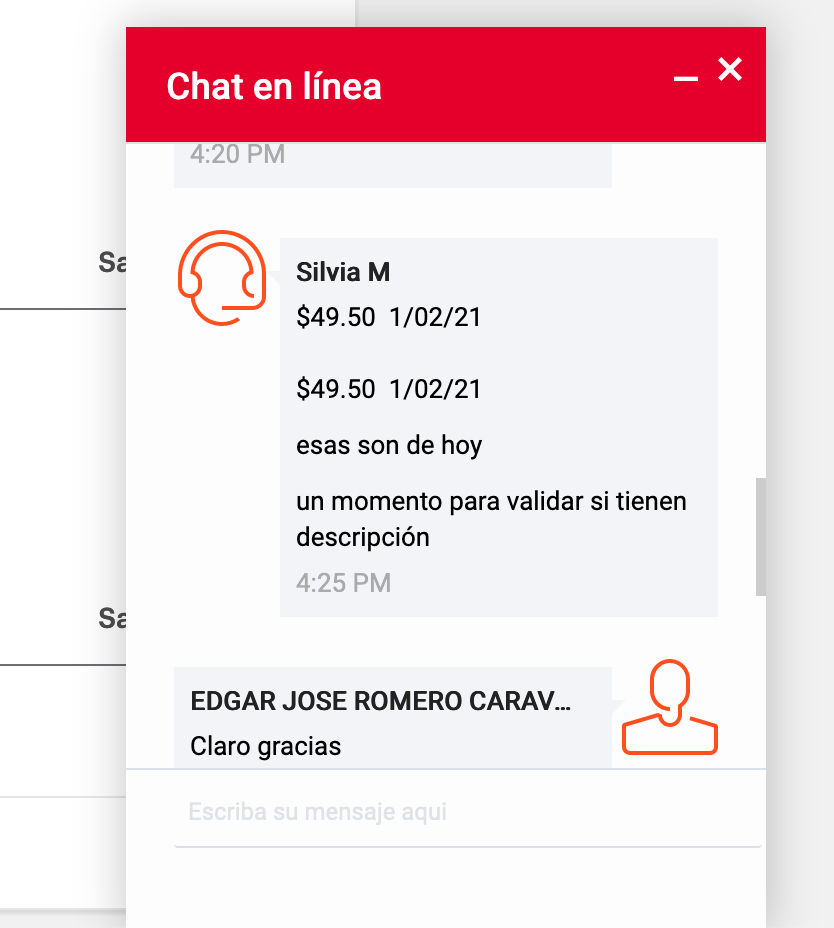 Chat en línea
4:20 PM
Sa
Silvia M
$49.50 1/02/21
$49.50 1/02/21
esas son de hoy
un momento para validar si tienen
descripción
4:25 PM
Sa
EDGAR JOSE ROMERO CARAV...
Claro gracias
Escriba su mensaje aqui